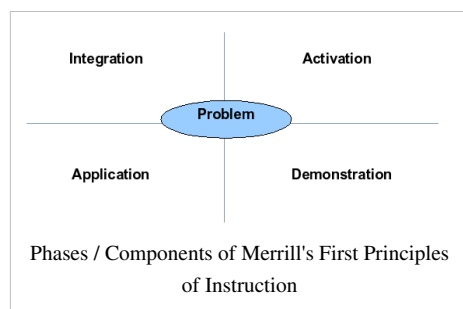 Integration Activation
Problem
Application Demonstration
Phases / Components of Merrill's First Principles
of Instruction